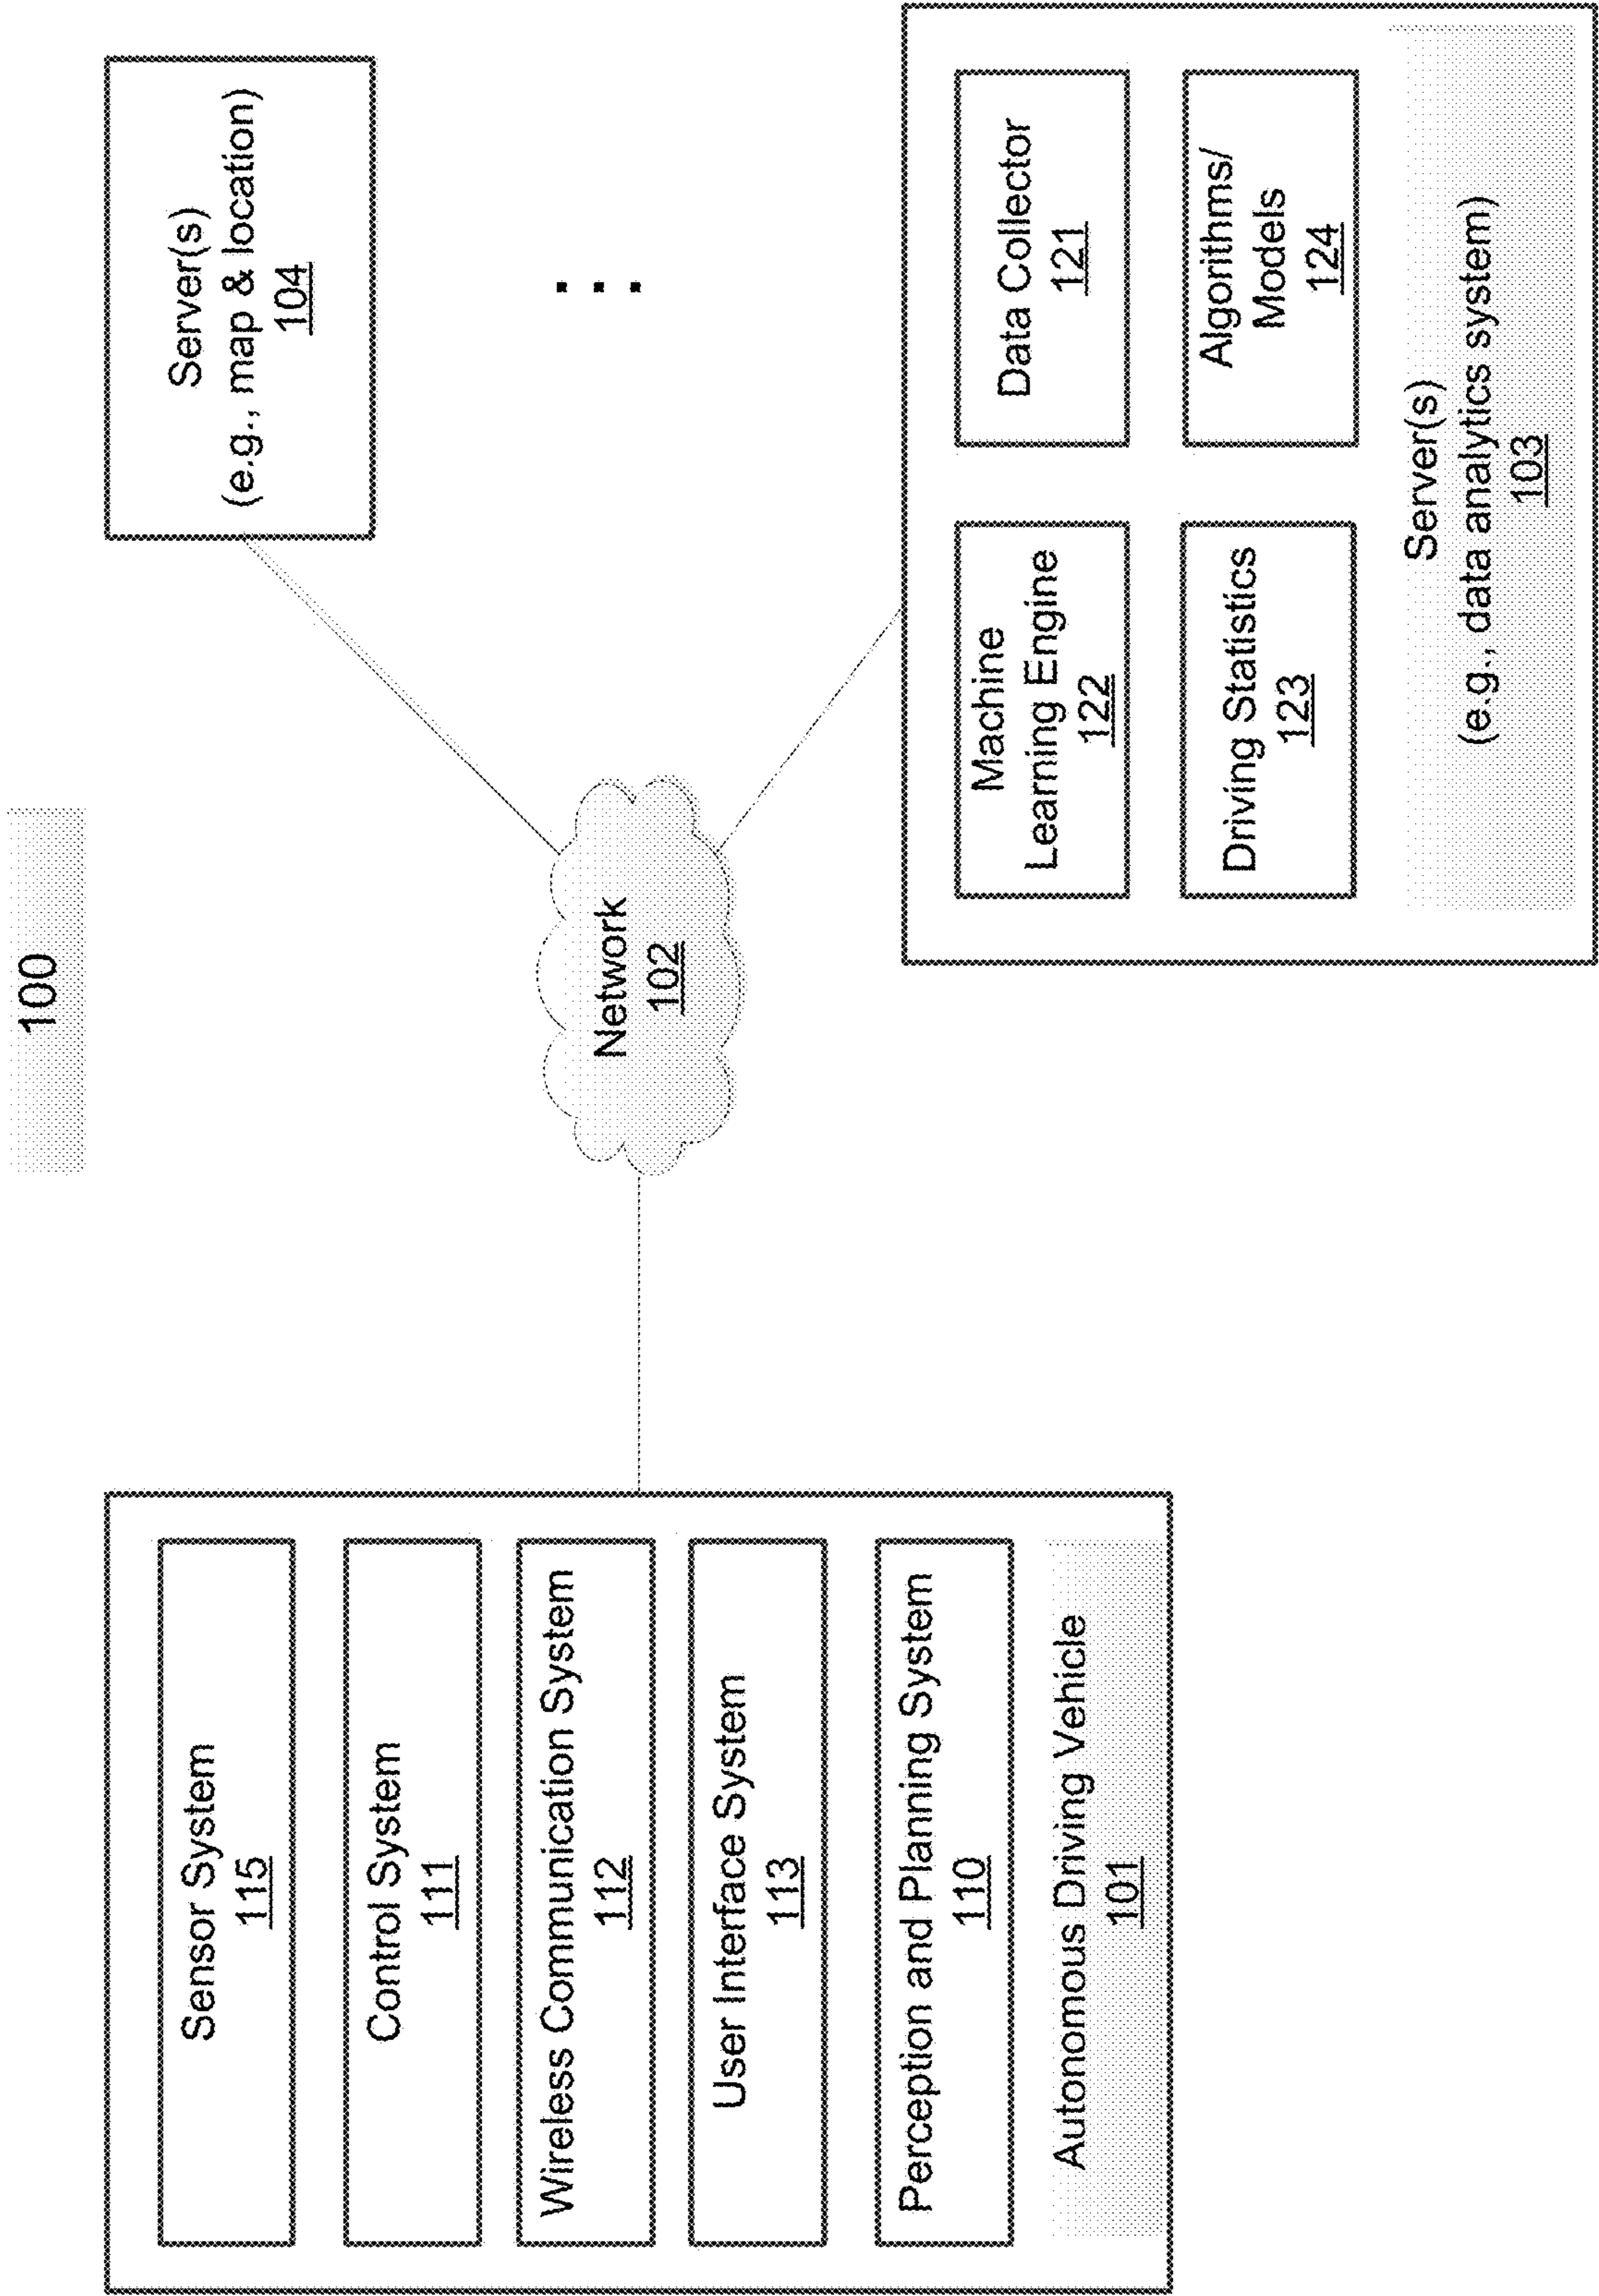 100
Sensor System
115
Control System
111
Wireless Communication System
112
User Interface System
113
Perception and Planning System
110
Autonomous Driving Vehicle
101
Network
102
Server(s)
(e.g., map & location)
104
Machine
Learning Engine
122
Data Collector
121
Driving Statistics
123
Algorithms/
Models
124
Server(s)
(e.g., data analytics system)
103